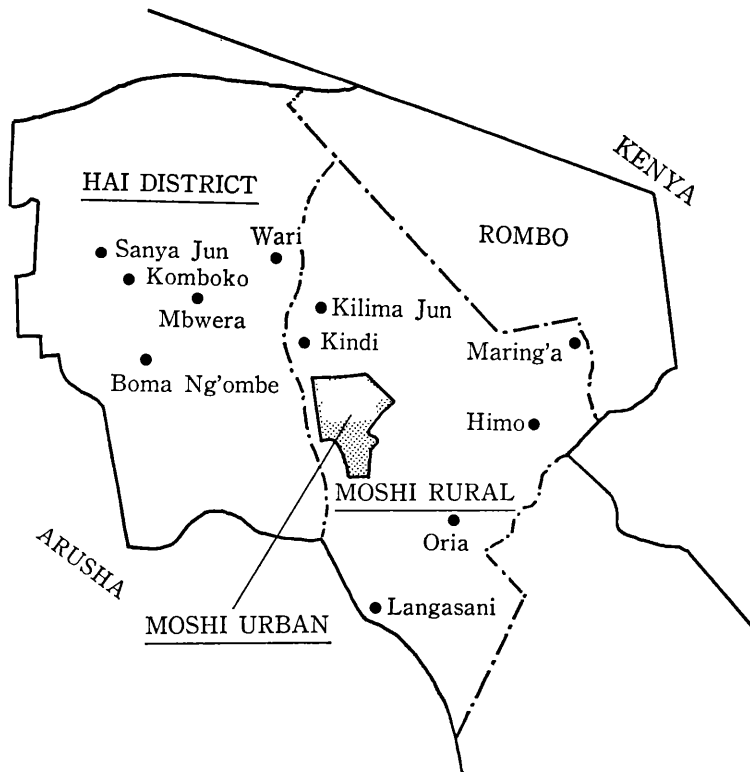 KENYA
HAI DISTRICT
ROMBO
Wari
Sanya Jun
Komboko
Mbwera
Kilima Jun
Kindi
Maring'a
Boma Ng'ombe
Himo
MOSHI RURAL
Oria
ARUSHA
Langasani
MOSHI URBAN